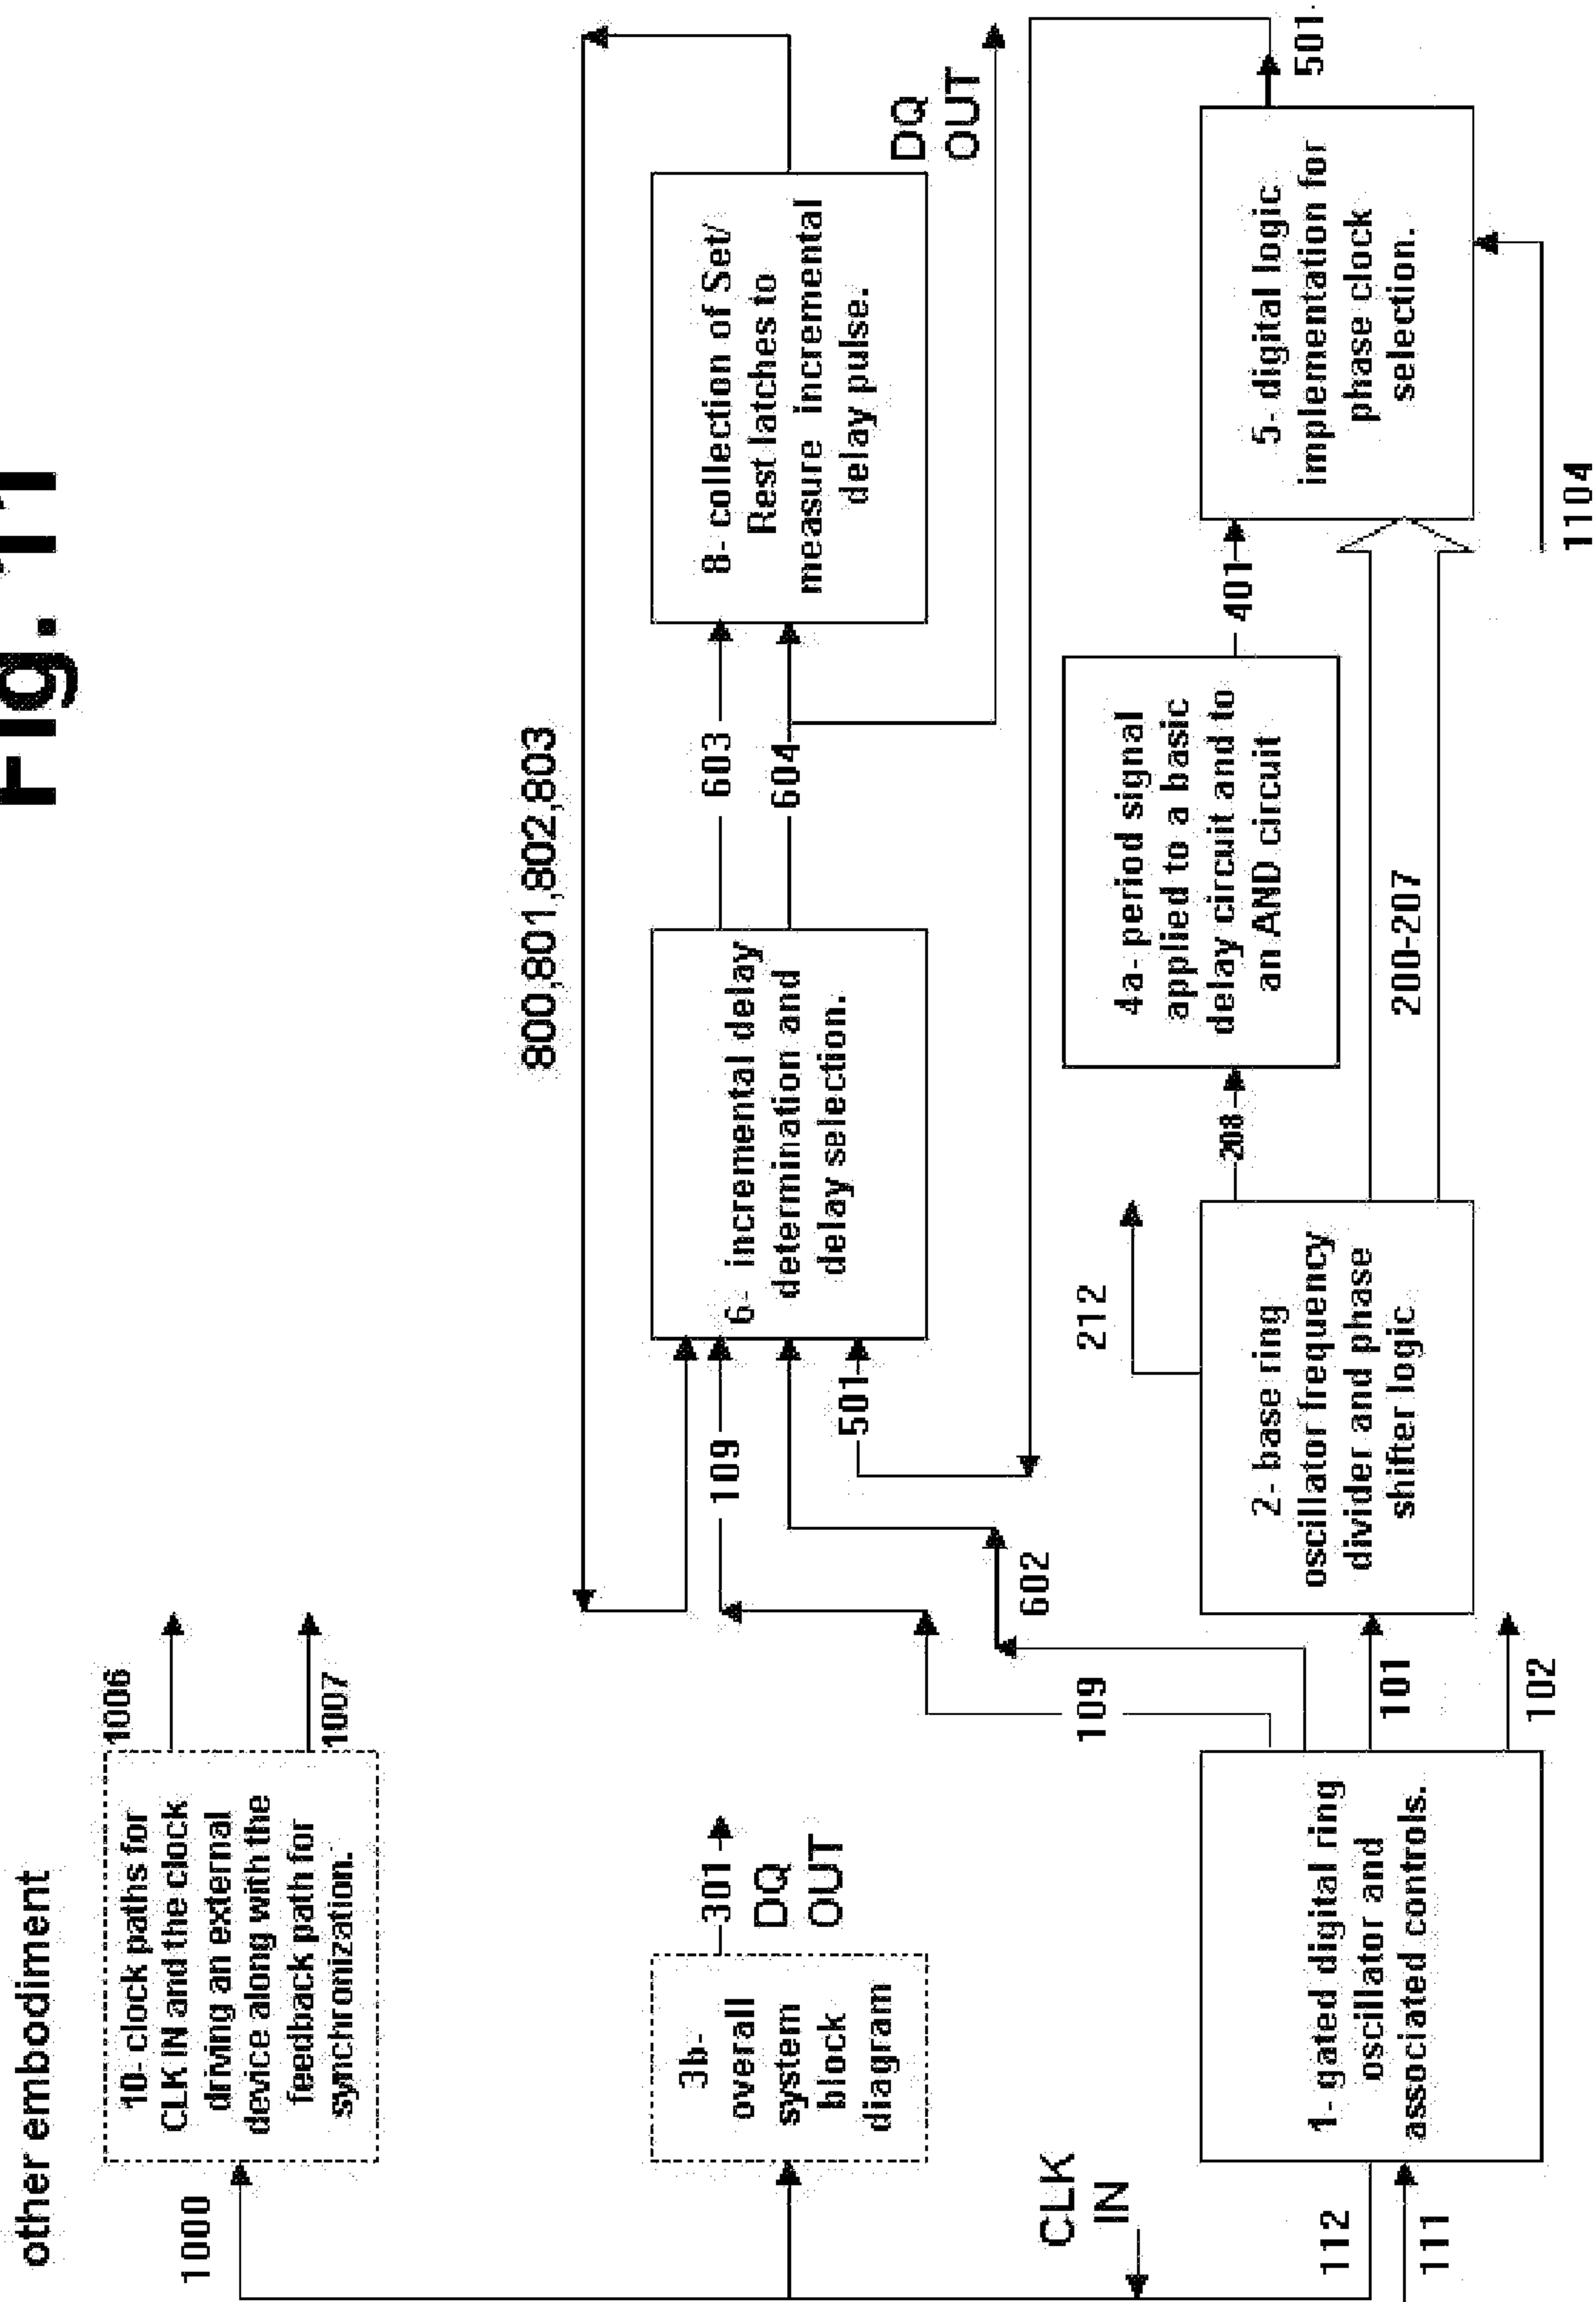 Fig. 11
other embodiment
1000
10- clock paths for
CLK IN and the clock
driving an external
device along with the
feedback path for
synchronization.
1006
1007
3b-
overall
system
block
diagram
301
DQ
OUT
800,801,802,803
109
6- incremental delay
determination and
delay selection.
501
603
604
8- collection of Set/
Rest latches to
measure incremental
delay pulse.
DQ
OUT
602
109
CLK
IN
112
111
1- gated digital ring
oscillator and
associated controls.
101
102
2- base ring
oscillator frequency
divider and phase
shifter logic
212
208
4a- period signal
applied to a basic
delay circuit and to
an AND circuit
401
200-207
5- digital logic
implementation for
phase clock
selection.
501
1104